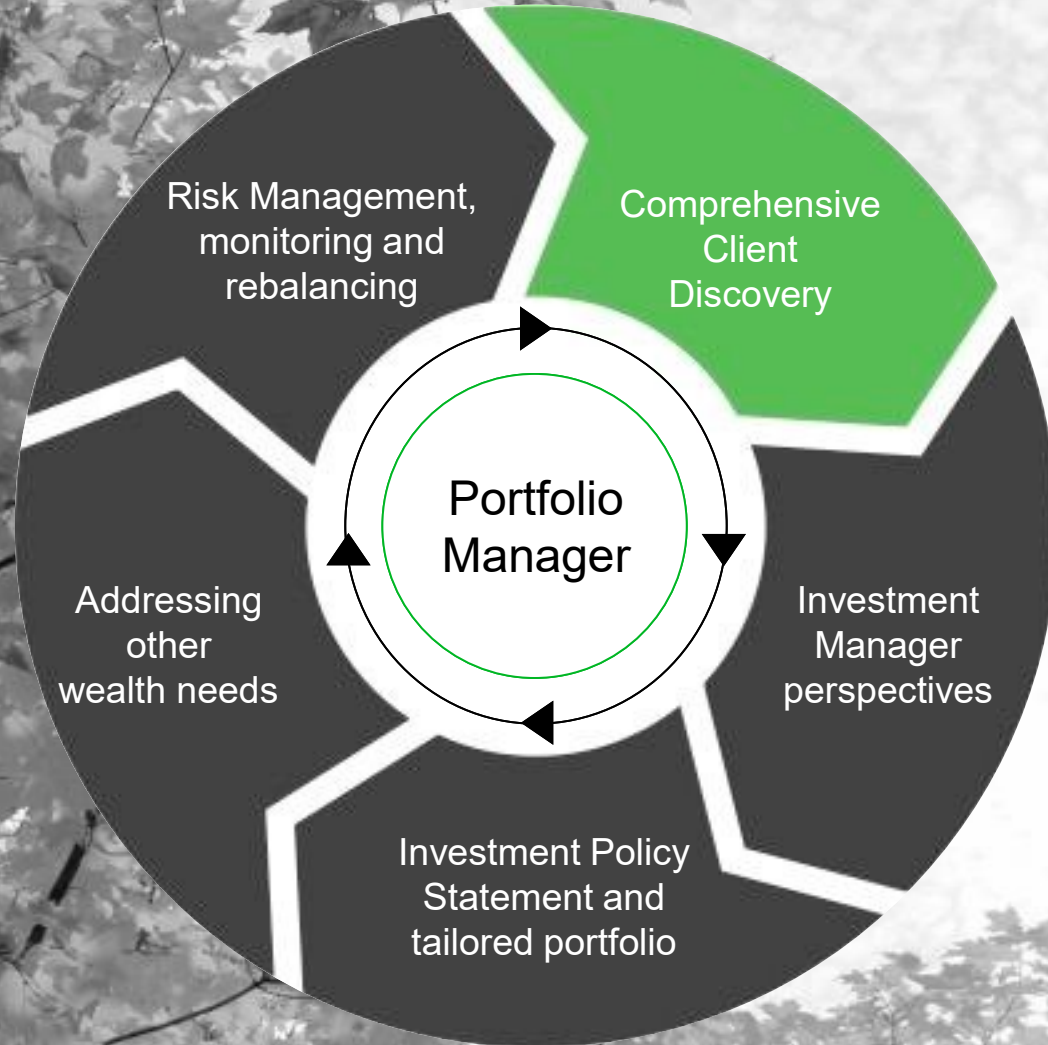 Risk Management,
monitoring and
rebalancing
Comprehensive
Client
Discovery
Portfolio
Manager
Addressing
other
wealth needs
Investment
Manager
perspectives
Investment Policy
Statement and
tailored portfolio